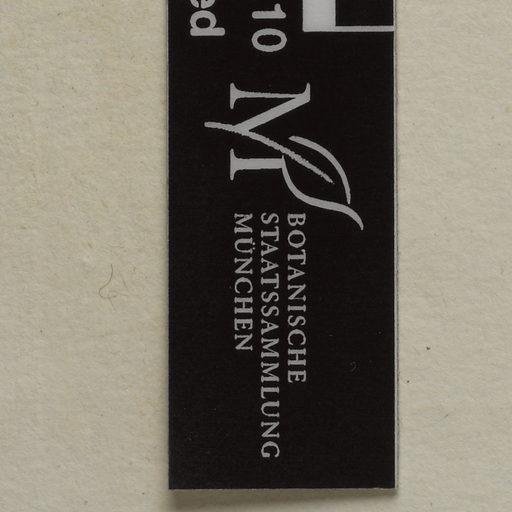 10
ed
M
BOTANISCHE
STAATSSAMMLUNG
MÜNCHEN